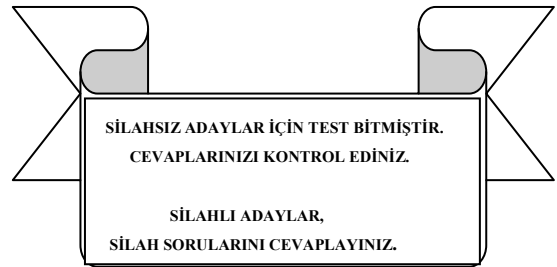 SİLAHSIZ ADAYLAR İÇİN TEST BİTMİŞTİR.
CEVAPLARINIZI KONTROL EDİNİZ.
SİLAHLI ADAYLAR,
SİLAH SORULARINI CEVAPLAYINIZ.